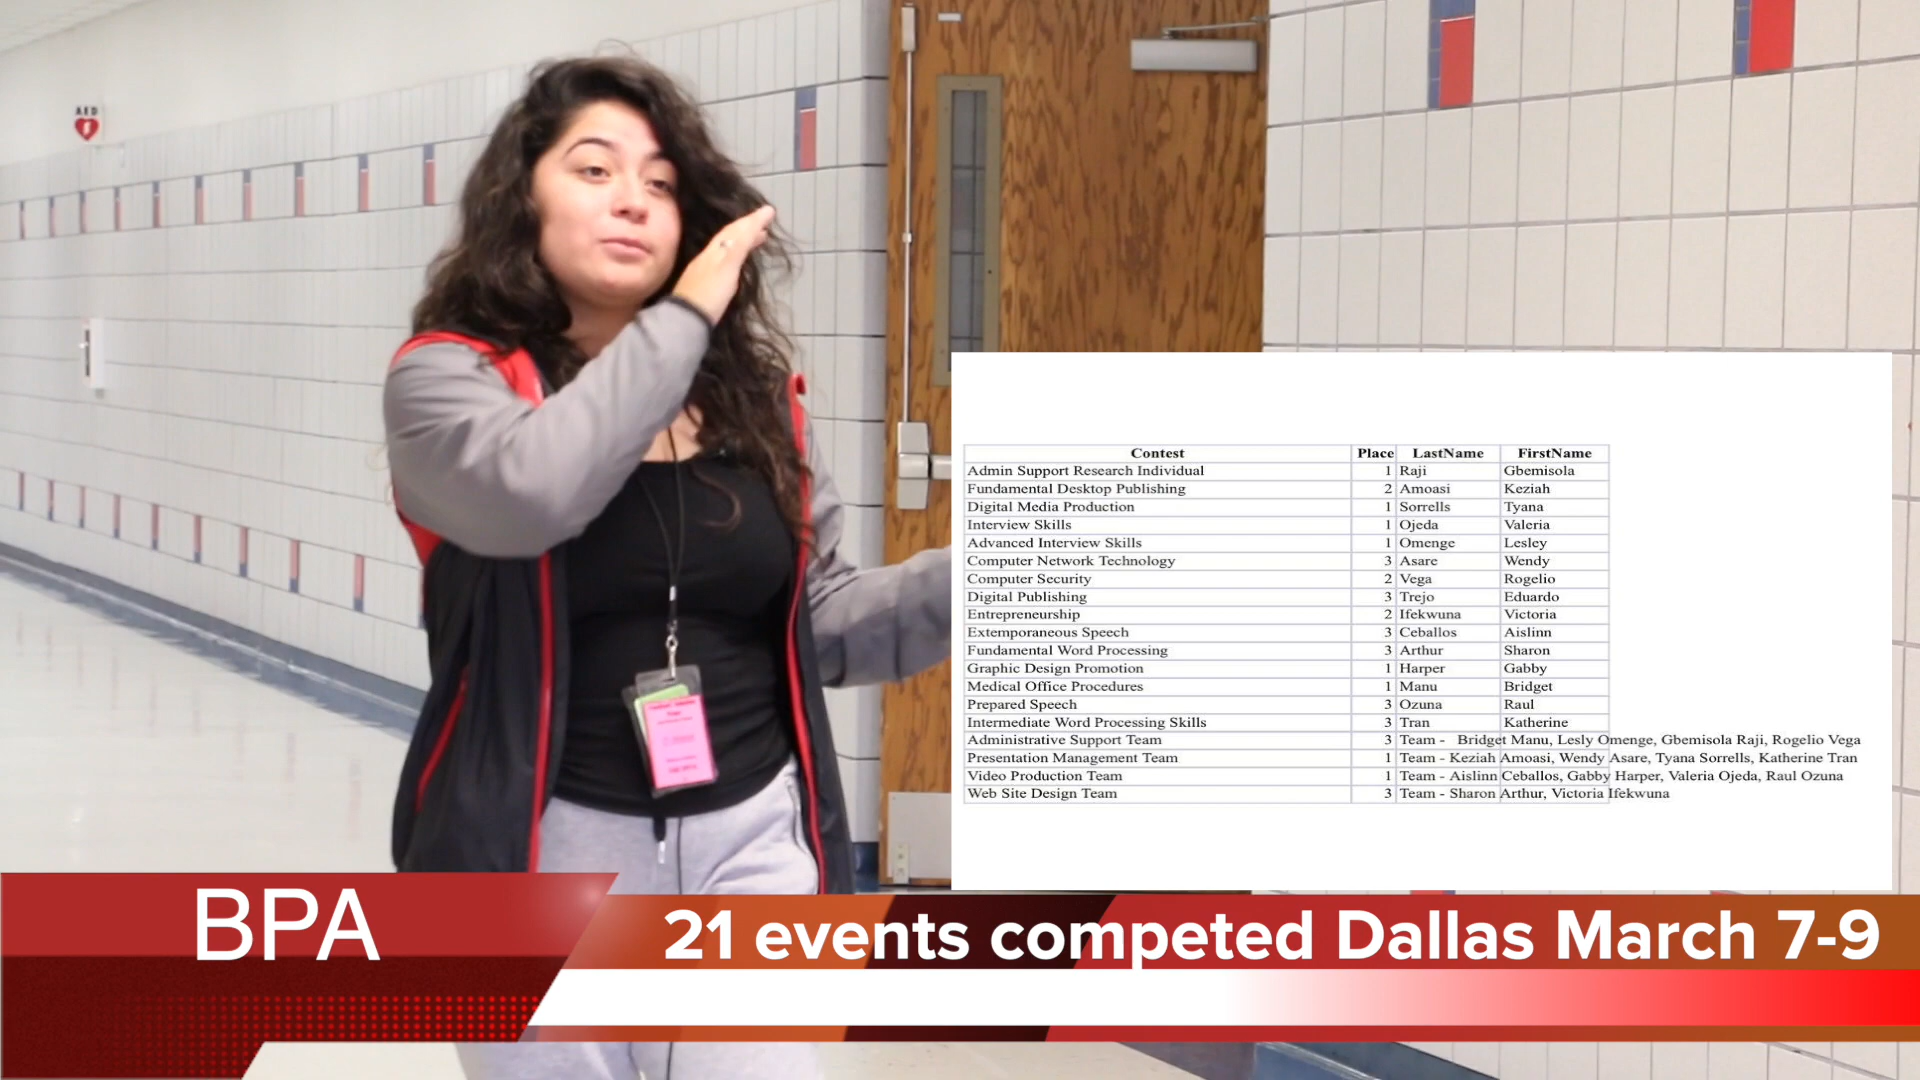 AED
Contest Place LastName FirstName
Admin Support Research Individual 1 Raji Gbemisola
Fundamental Desktop Publishing 2 Amoasi Keziah
Digital Media Production 1 Sorrells Tyana
Interview Skills 1 Ojeda Valeria
Advanced Interview Skills 1 Omenge Lesley
Computer Network Technology 3 Asare Wendy
Computer Security 2 Vega Rogelio
Digital Publishing 3 Trejo Eduardo
Entrepreneurship 2 Ifekwuna Victoria
Extemporaneous Speech 3 Ceballos Aislinn
Fundamental Word Processing 3 Arthur Sharon
Graphic Design Promotion 1 Harper Gabby
Medical Office Procedures 1 Manu Bridget
Prepared Speech 3 Ozuna Raul
Intermediate Word Processing Skills 3 Tran Katherine
Administrative Support Team 3 Team - Bridget Manu, Lesly Omenge, Gbemisola Raji, Rogelio Vega
Presentation Management Team 1 Team - Keziah Amoasi, Wendy Asare, Tyana Sorrells, Katherine Tran
Video Production Team 1 Team - Aislinn Ceballos, Gabby Harper, Valeria Ojeda, Raul Ozuna
Web Site Design Team 3 Team - Sharon Arthur, Victoria Ifekwuna
BPA
21 events competed Dallas March 7-9